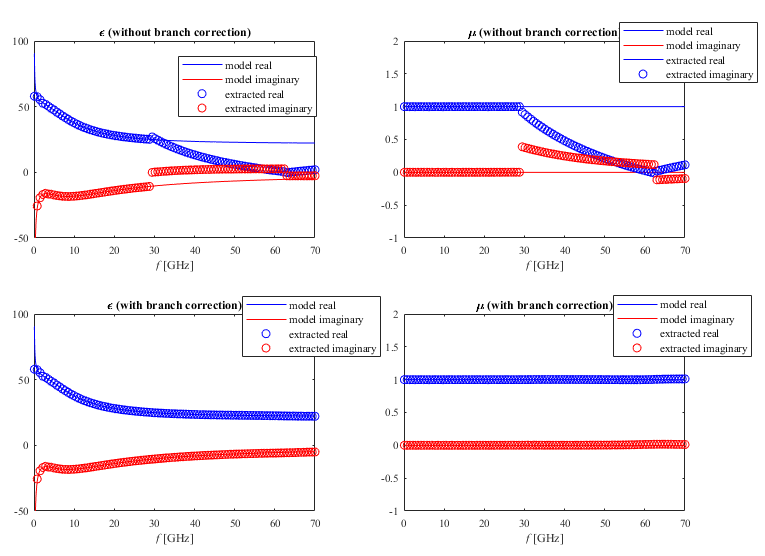 ϵ (without branch correction)
100
50
0
-50
0
10
20
30
40
50
60
70
f [GHz]
model real
model imaginary
extracted real
extracted imaginary
μ (without branch correction)
2
1.5
1
0.5
0
-0.5
-1
0
10
20
30
40
50
60
70
f [GHz]
model real
model imaginary
extracted real
extracted imaginary
ϵ (with branch correction)
100
50
0
-50
0
10
20
30
40
50
60
70
f [GHz]
model real
model imaginary
extracted real
extracted imaginary
μ (with branch correction)
2
1.5
1
0.5
0
-0.5
-1
0
10
20
30
40
50
60
70
f [GHz]
model real
model imaginary
extracted real
extracted imaginary